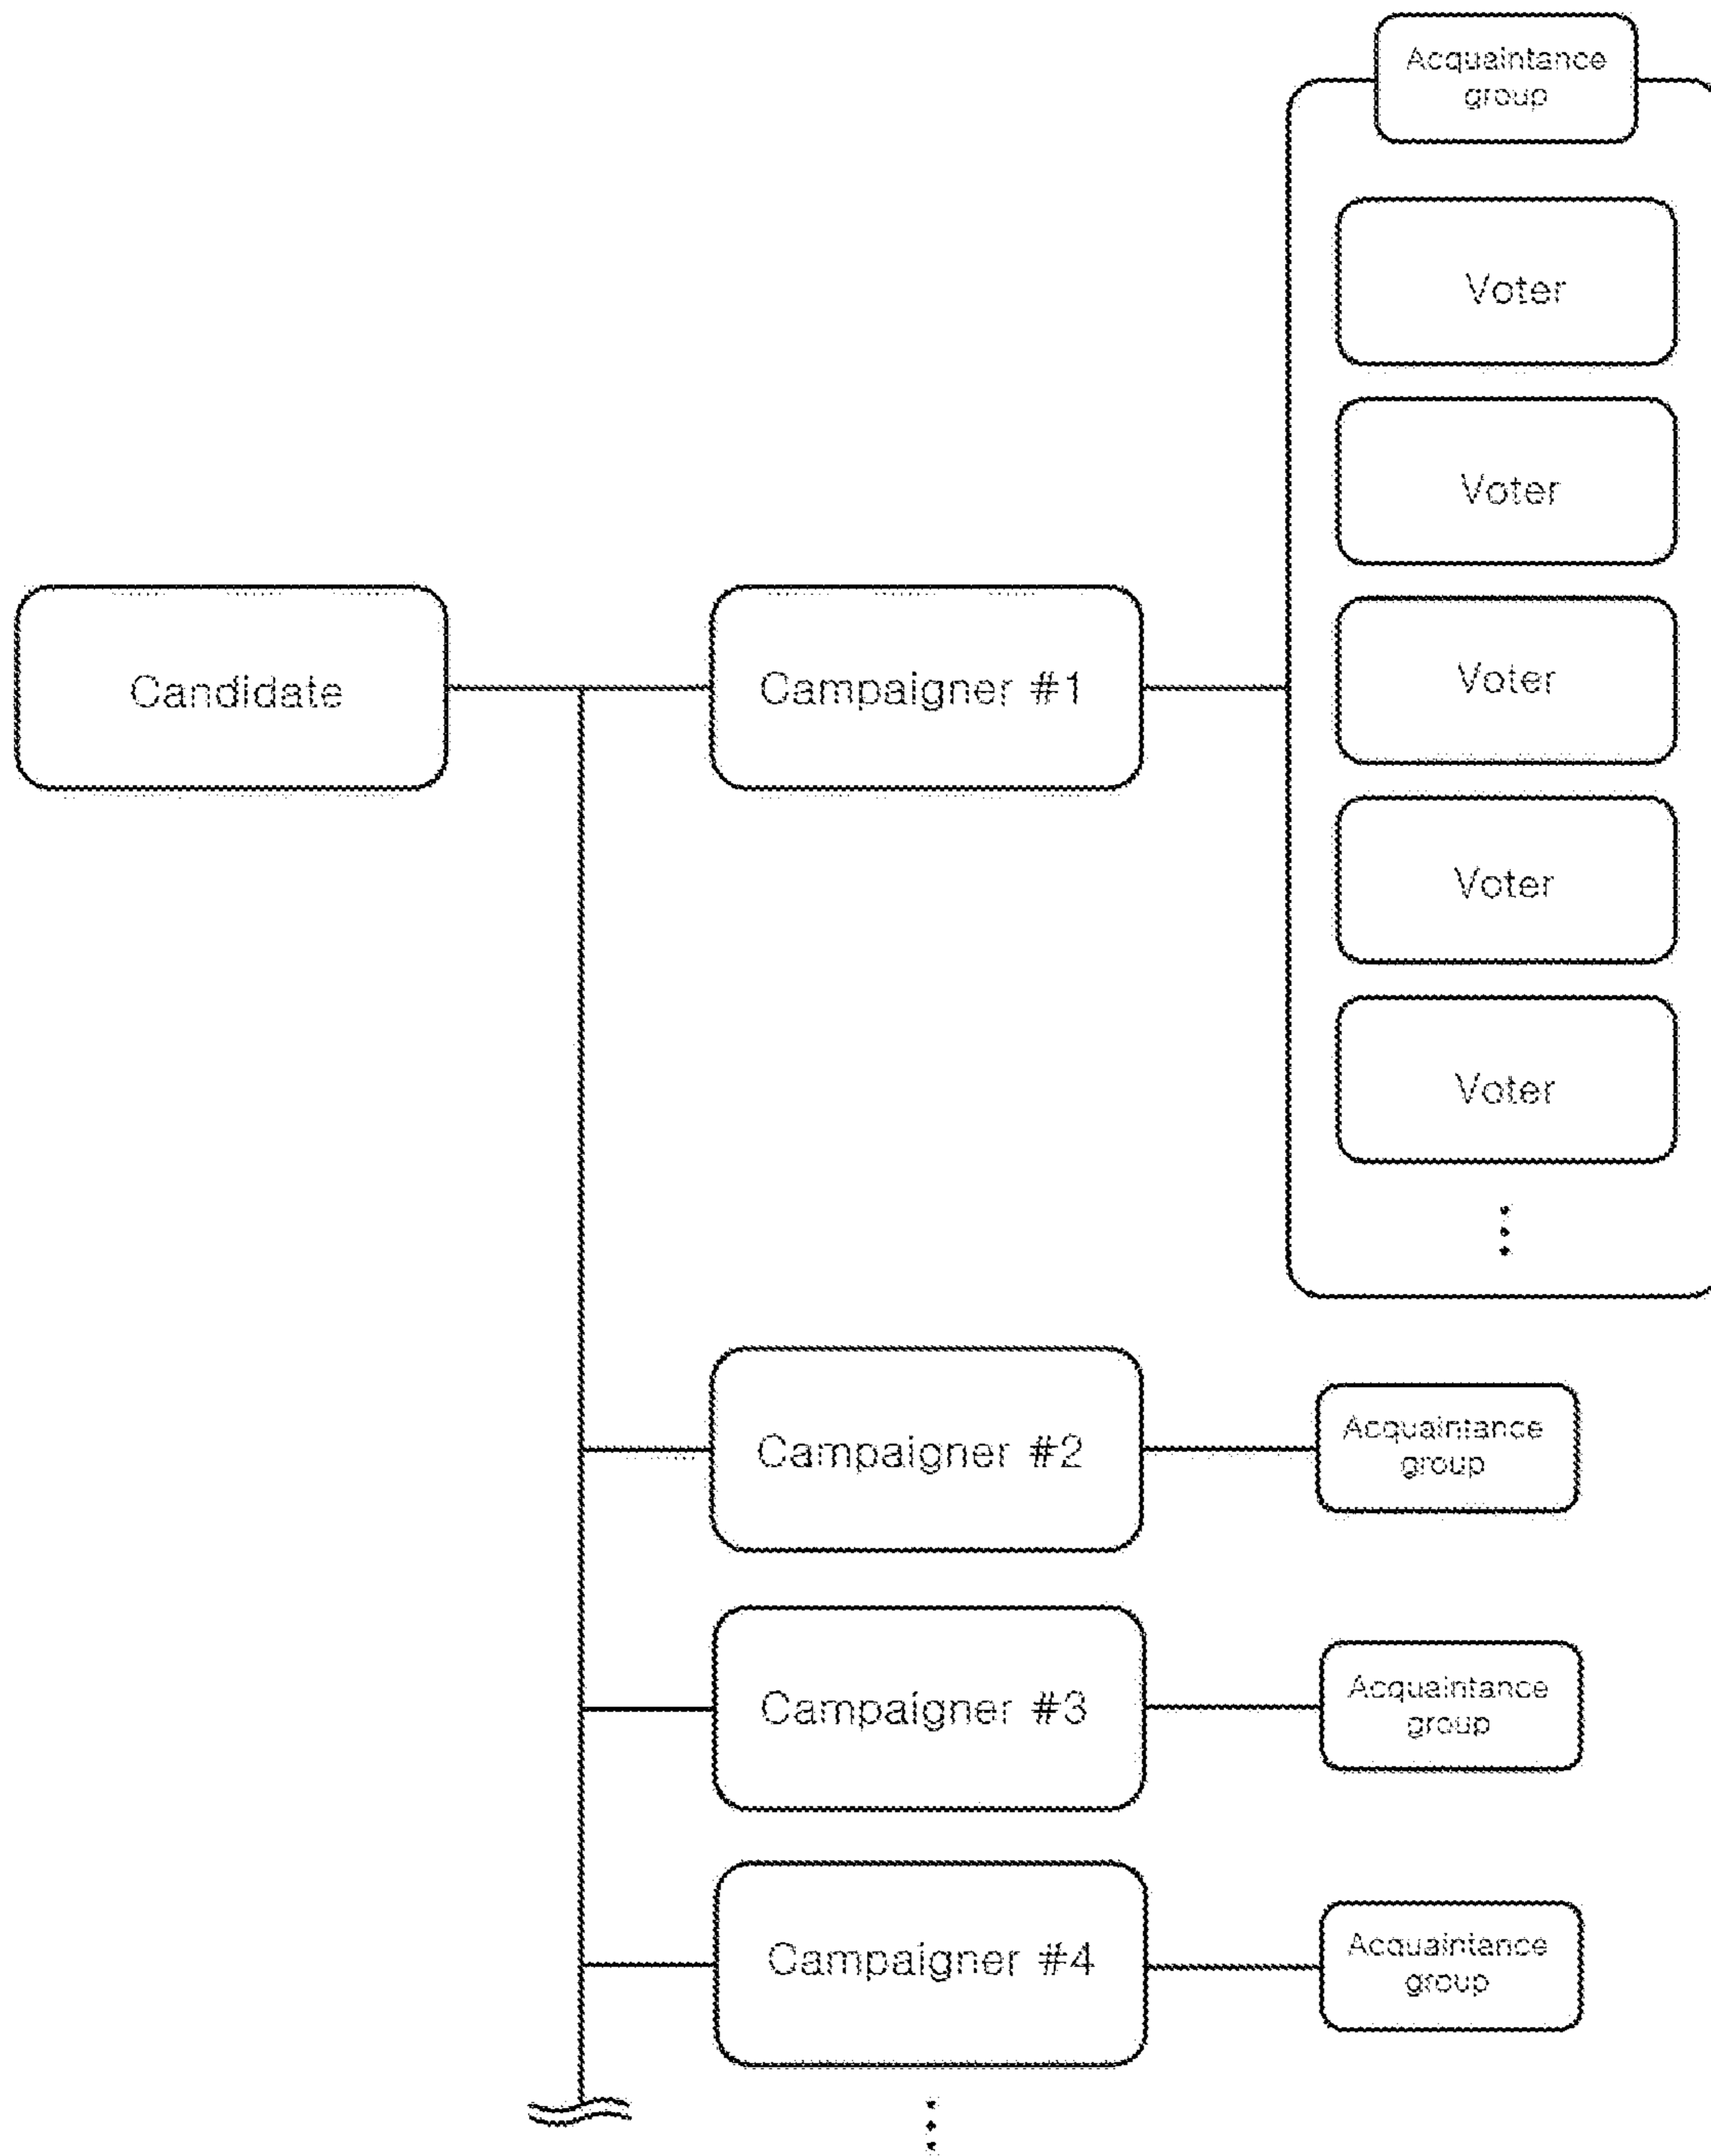 Acquaintance
group
Voter
Voter
Voter
Voter
Voter
Candidate
Campaigner #1
Campaigner #2
Acquaintance
group
Campaigner #3
Acquaintance
group
Campaigner #4
Acquaintance
group